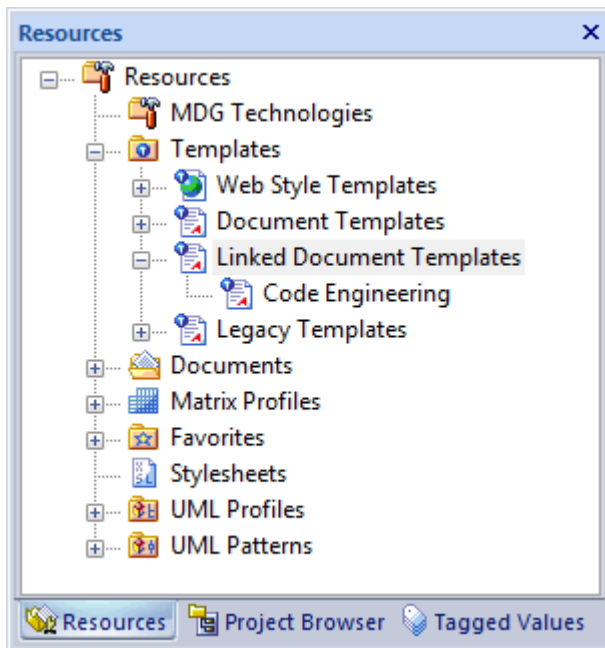 Resources
Resources
MDG Technologies
Templates
Web Style Templates
Document Templates
Linked Document Templates
Code Engineering
Legacy Templates
Documents
Matrix Profiles
Favorites
Stylesheets
UML Profiles
UML Patterns
Resources Project Browser Tagged Values